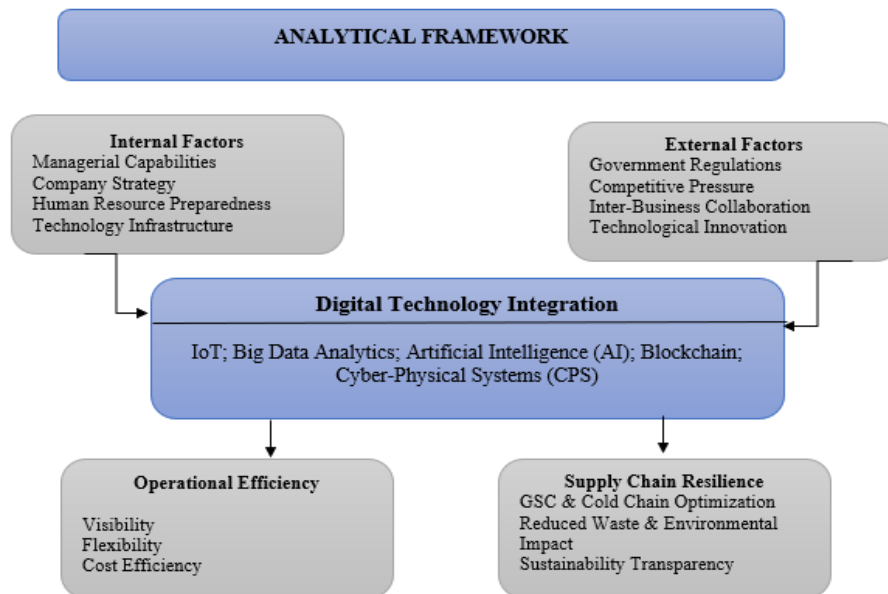 ANALYTICAL FRAMEWORK
Internal Factors
Managerial Capabilities
Company Strategy
Human Resource Preparedness
Technology Infrastructure
External Factors
Government Regulations
Competitive Pressure
Inter-Business Collaboration
Technological Innovation
Digital Technology Integration
IoT; Big Data Analytics; Artificial Intelligence (AI); Blockchain;
Cyber-Physical Systems (CPS)
Operational Efficiency
Visibility
Flexibility
Cost Efficiency
Supply Chain Resilience
GSC & Cold Chain Optimization
Reduced Waste & Environmental
Impact
Sustainability Transparency